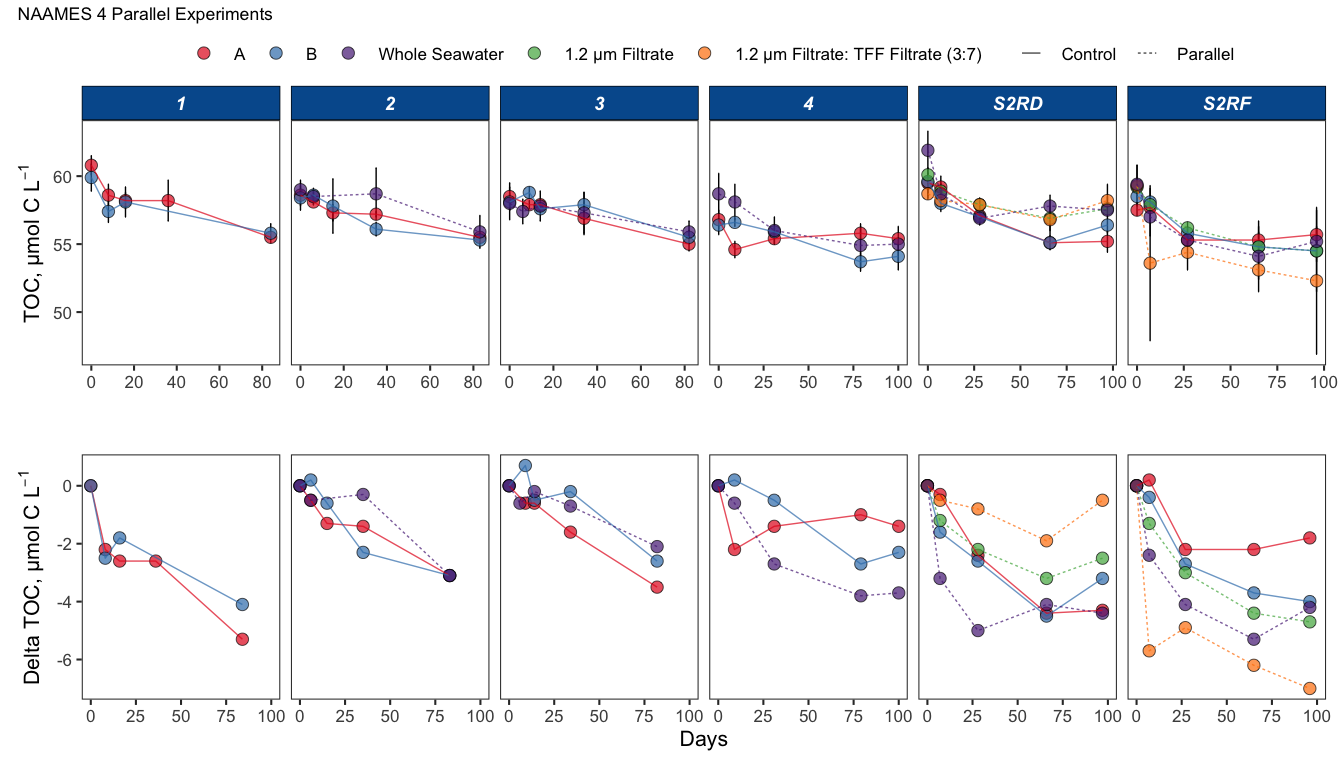 NAAMES 4 Parallel Experiments
A B Whole Seawater 1.2 μm Filtrate 1.2 μm Filtrate: TFF Filtrate (3:7) Control Parallel
1 2 3 4 S2RD S2RF
TOC, μmol C L⁻¹
60
55
50
0 20 40 60 80 0 20 40 60 80 0 20 40 60 80 0 25 50 75 100 0 25 50 75 100 0 25 50 75 100
Delta TOC, μmol C L⁻¹
0
-2
-4
-6
0 25 50 75 100 0 25 50 75 100 0 25 50 75 100 0 25 50 75 100 0 25 50 75 100 0 25 50 75 100
Days